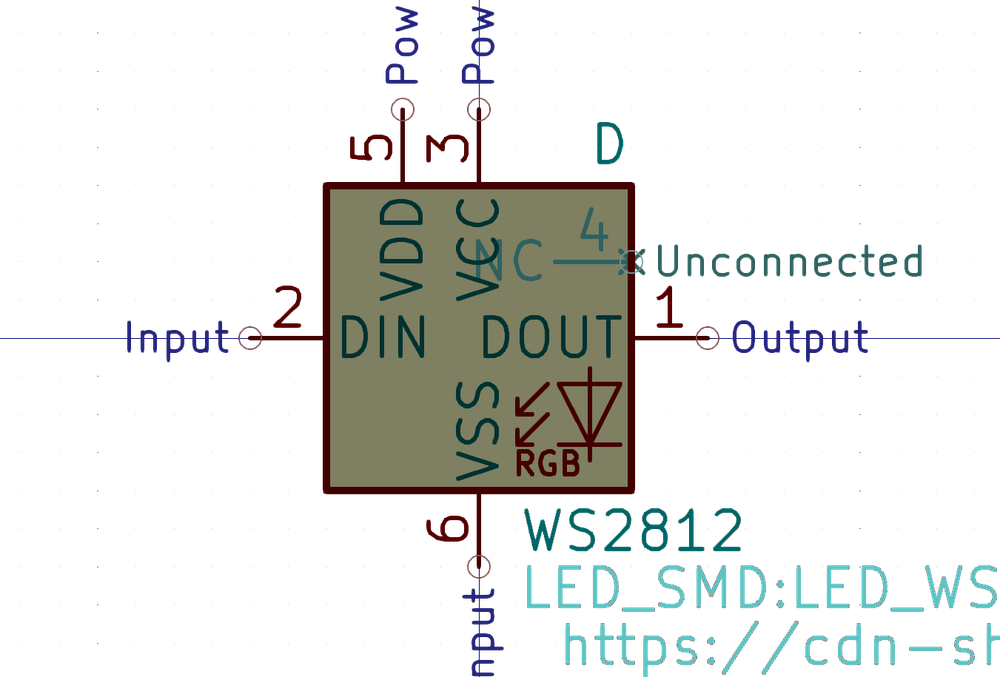 Pow Pow
5 3 D
VDD VCC NC 4 Unconnected
Input 2 DIN DOUT 1 Output
VSS RGB
6 WS2812
LED_SMD:LED_WS
nput https://cdn-sh